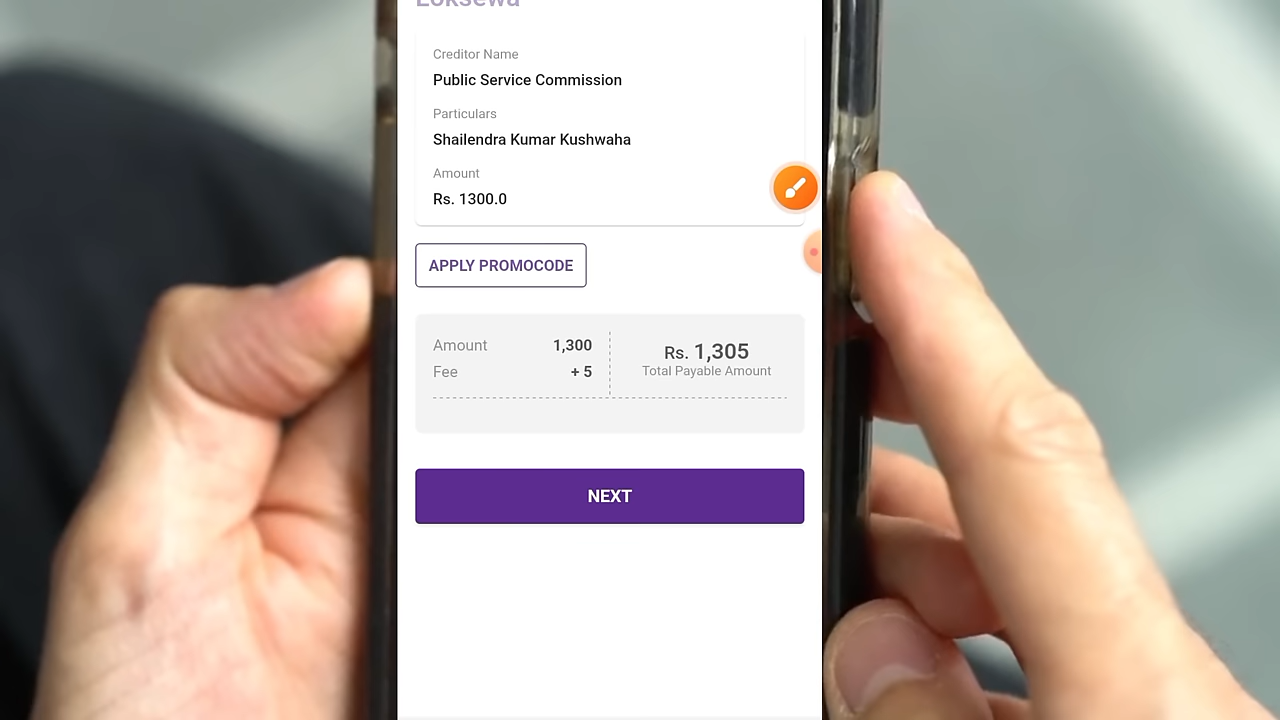 Loksewa
Creditor Name
Public Service Commission
Particulars
Shailendra Kumar Kushwaha
Amount
Rs. 1300.0
APPLY PROMOCODE
Amount 1,300
Fee + 5
Rs. 1,305
Total Payable Amount
NEXT